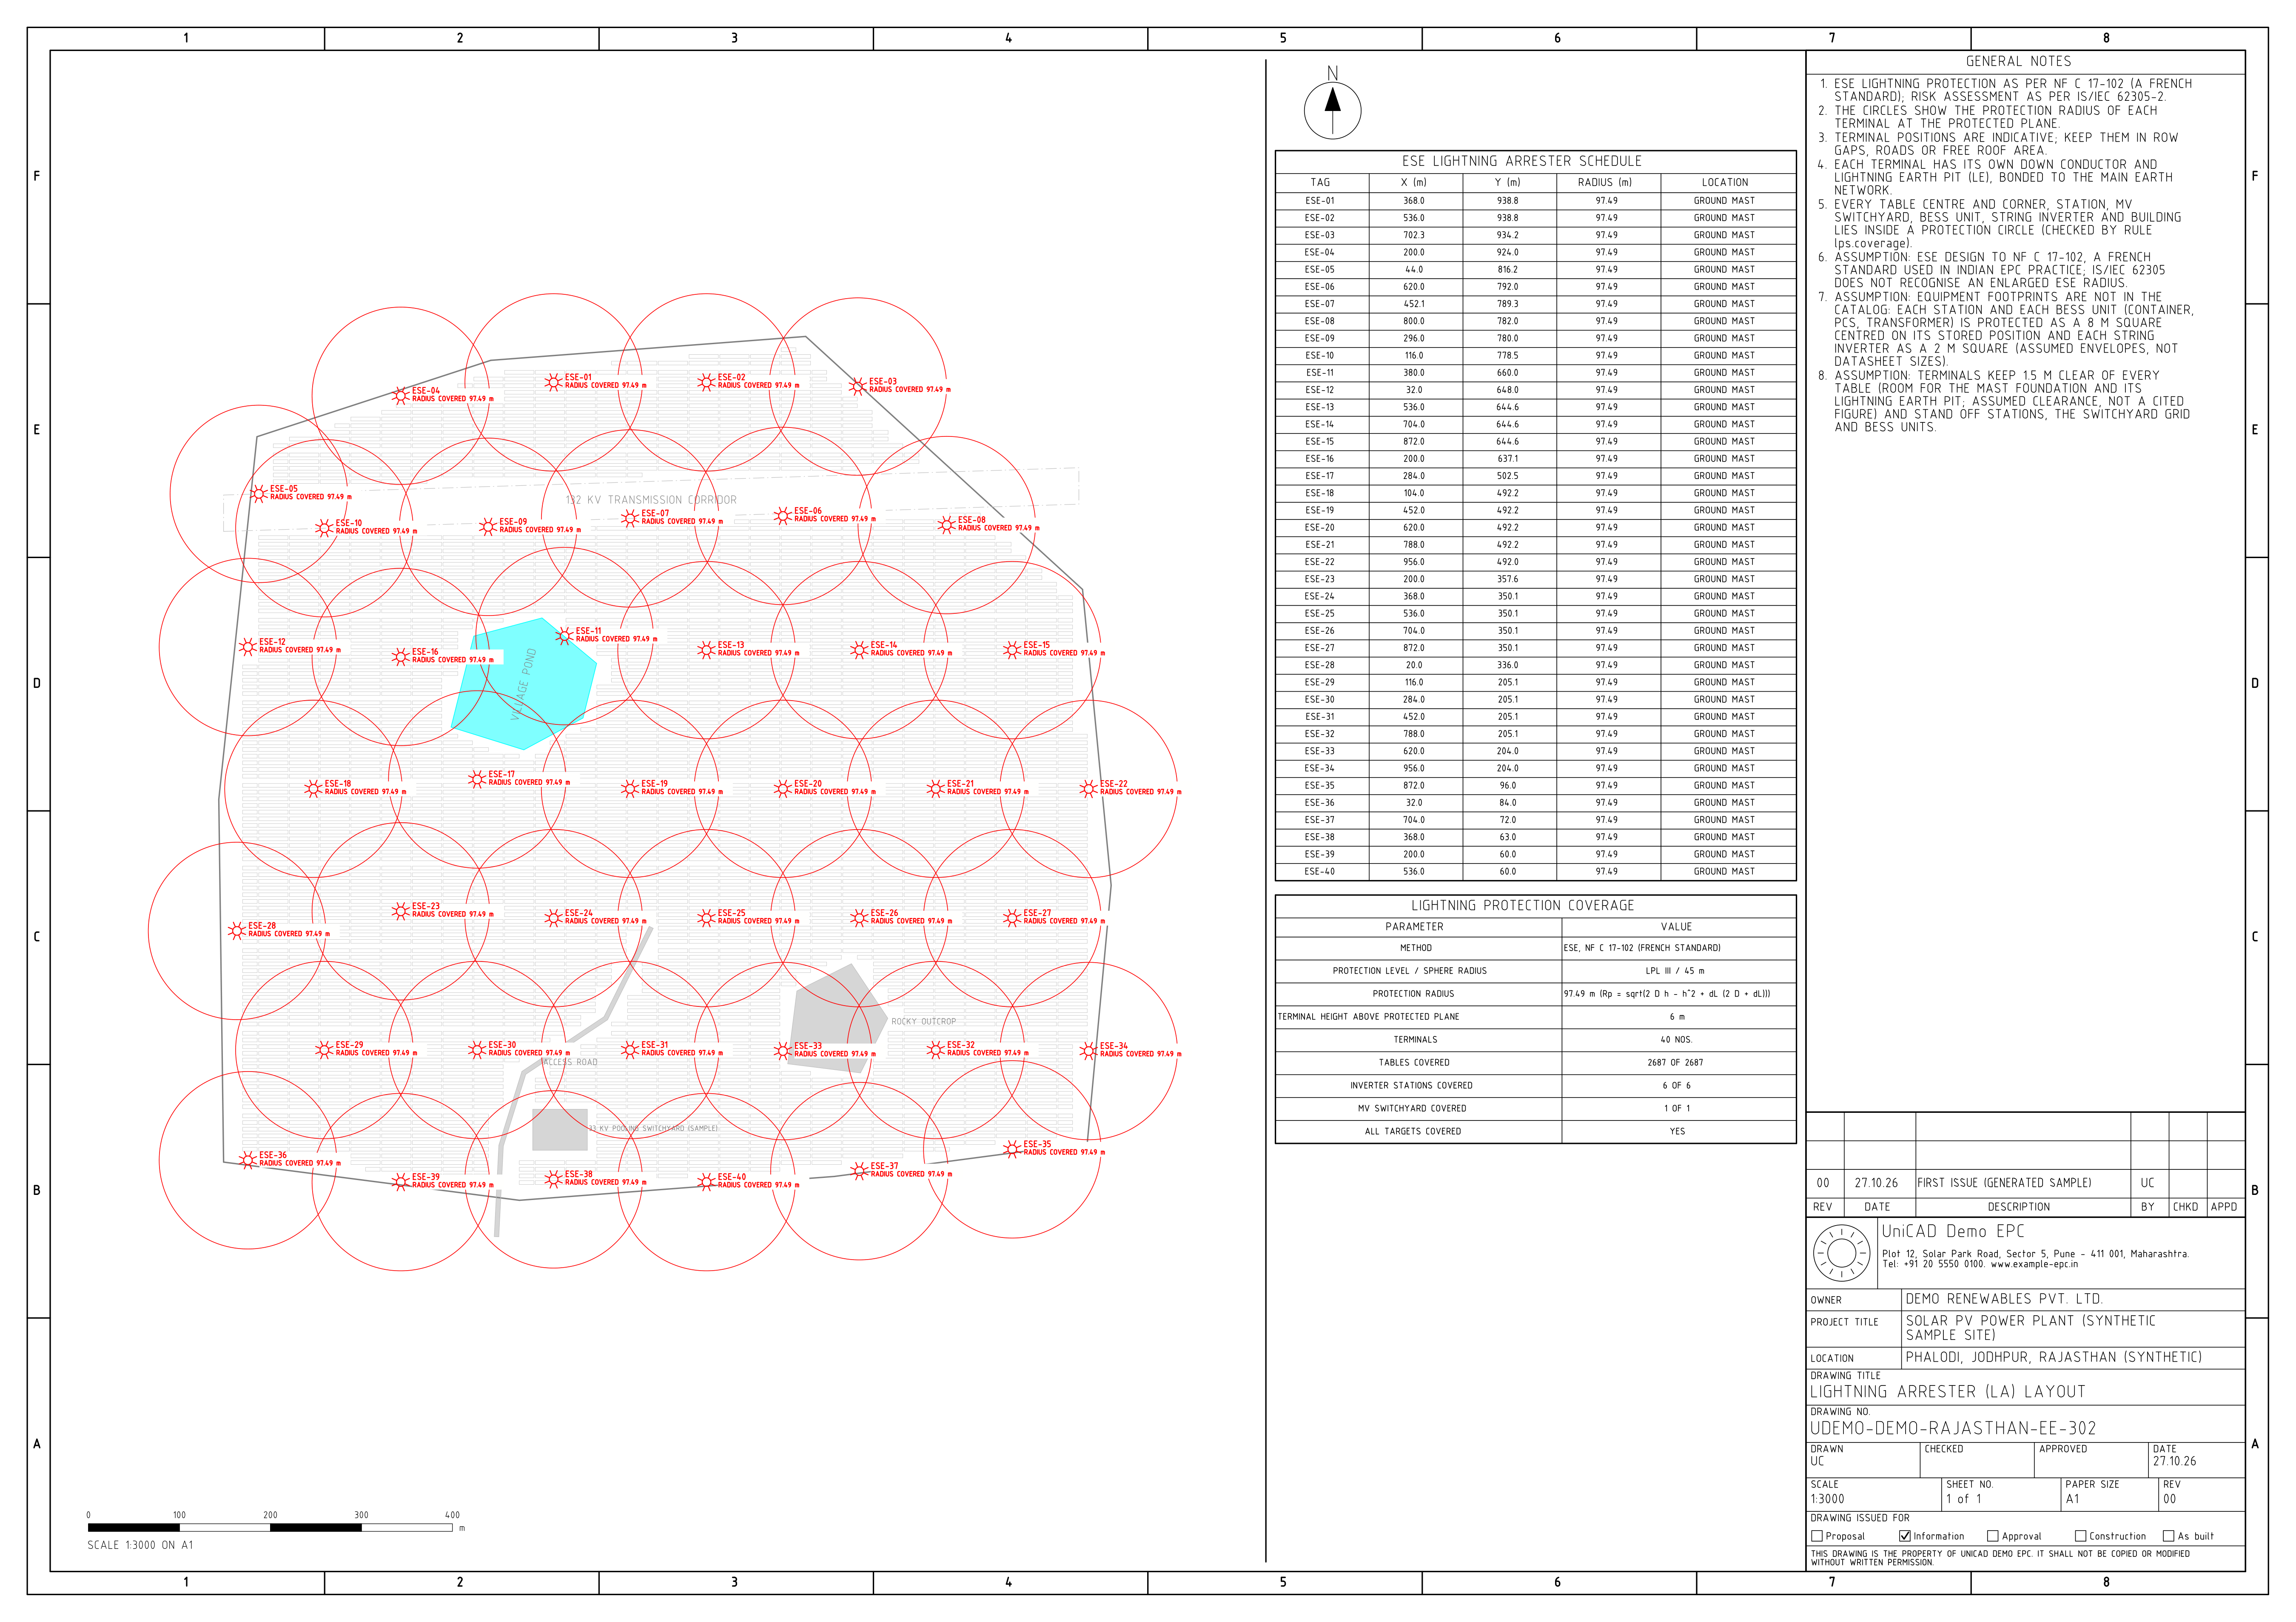 1 2 3 4 5 6 7 8
F
E
D
C
B
A
N
ESE-01
RADIUS COVERED 97.49 m
ESE-02
RADIUS COVERED 97.49 m
ESE-03
RADIUS COVERED 97.49 m
ESE-04
RADIUS COVERED 97.49 m
ESE-05
RADIUS COVERED 97.49 m
132 KV TRANSMISSION CORRIDOR
ESE-06
RADIUS COVERED 97.49 m
ESE-07
RADIUS COVERED 97.49 m
ESE-08
RADIUS COVERED 97.49 m
ESE-09
RADIUS COVERED 97.49 m
ESE-10
RADIUS COVERED 97.49 m
ESE-11
RADIUS COVERED 97.49 m
ESE-12
RADIUS COVERED 97.49 m
ESE-13
RADIUS COVERED 97.49 m
ESE-14
RADIUS COVERED 97.49 m
ESE-15
RADIUS COVERED 97.49 m
ESE-16
RADIUS COVERED 97.49 m
VILLAGE POND
ESE-17
RADIUS COVERED 97.49 m
ESE-18
RADIUS COVERED 97.49 m
ESE-19
RADIUS COVERED 97.49 m
ESE-20
RADIUS COVERED 97.49 m
ESE-21
RADIUS COVERED 97.49 m
ESE-22
RADIUS COVERED 97.49 m
ESE-23
RADIUS COVERED 97.49 m
ESE-24
RADIUS COVERED 97.49 m
ESE-25
RADIUS COVERED 97.49 m
ESE-26
RADIUS COVERED 97.49 m
ESE-27
RADIUS COVERED 97.49 m
ESE-28
RADIUS COVERED 97.49 m
ROCKY OUTCROP
ESE-29
RADIUS COVERED 97.49 m
ESE-30
RADIUS COVERED 97.49 m
ESE-31
RADIUS COVERED 97.49 m
ESE-33
RADIUS COVERED 97.49 m
ESE-32
RADIUS COVERED 97.49 m
ESE-34
RADIUS COVERED 97.49 m
ACCESS ROAD
33 KV POOLING SWITCHYARD (SAMPLE)
ESE-35
RADIUS COVERED 97.49 m
ESE-36
RADIUS COVERED 97.49 m
ESE-37
RADIUS COVERED 97.49 m
ESE-38
RADIUS COVERED 97.49 m
ESE-39
RADIUS COVERED 97.49 m
ESE-40
RADIUS COVERED 97.49 m
0 100 200 300 400
m
SCALE 1:3000 ON A1
ESE LIGHTNING ARRESTER SCHEDULE
TAG X (m) Y (m) RADIUS (m) LOCATION
ESE-01 368.0 938.8 97.49 GROUND MAST
ESE-02 536.0 938.8 97.49 GROUND MAST
ESE-03 702.3 934.2 97.49 GROUND MAST
ESE-04 200.0 924.0 97.49 GROUND MAST
ESE-05 44.0 816.2 97.49 GROUND MAST
ESE-06 620.0 792.0 97.49 GROUND MAST
ESE-07 452.1 789.3 97.49 GROUND MAST
ESE-08 800.0 782.0 97.49 GROUND MAST
ESE-09 296.0 780.0 97.49 GROUND MAST
ESE-10 116.0 778.5 97.49 GROUND MAST
ESE-11 380.0 660.0 97.49 GROUND MAST
ESE-12 32.0 648.0 97.49 GROUND MAST
ESE-13 536.0 644.6 97.49 GROUND MAST
ESE-14 704.0 644.6 97.49 GROUND MAST
ESE-15 872.0 644.6 97.49 GROUND MAST
ESE-16 200.0 637.1 97.49 GROUND MAST
ESE-17 284.0 502.5 97.49 GROUND MAST
ESE-18 104.0 492.2 97.49 GROUND MAST
ESE-19 452.0 492.2 97.49 GROUND MAST
ESE-20 620.0 492.2 97.49 GROUND MAST
ESE-21 788.0 492.2 97.49 GROUND MAST
ESE-22 956.0 492.0 97.49 GROUND MAST
ESE-23 200.0 357.6 97.49 GROUND MAST
ESE-24 368.0 350.1 97.49 GROUND MAST
ESE-25 536.0 350.1 97.49 GROUND MAST
ESE-26 704.0 350.1 97.49 GROUND MAST
ESE-27 872.0 350.1 97.49 GROUND MAST
ESE-28 20.0 336.0 97.49 GROUND MAST
ESE-29 116.0 205.1 97.49 GROUND MAST
ESE-30 284.0 205.1 97.49 GROUND MAST
ESE-31 452.0 205.1 97.49 GROUND MAST
ESE-32 788.0 205.1 97.49 GROUND MAST
ESE-33 620.0 204.0 97.49 GROUND MAST
ESE-34 956.0 204.0 97.49 GROUND MAST
ESE-35 872.0 96.0 97.49 GROUND MAST
ESE-36 32.0 84.0 97.49 GROUND MAST
ESE-37 704.0 72.0 97.49 GROUND MAST
ESE-38 368.0 63.0 97.49 GROUND MAST
ESE-39 200.0 60.0 97.49 GROUND MAST
ESE-40 536.0 60.0 97.49 GROUND MAST
LIGHTNING PROTECTION COVERAGE
PARAMETER VALUE
METHOD ESE, NF C 17-102 (FRENCH STANDARD)
PROTECTION LEVEL / SPHERE RADIUS LPL III / 45 m
PROTECTION RADIUS 97.49 m (Rp = sqrt(2 D h - h^2 + dL (2 D + dL)))
TERMINAL HEIGHT ABOVE PROTECTED PLANE 6 m
TERMINALS 40 NOS.
TABLES COVERED 2687 OF 2687
INVERTER STATIONS COVERED 6 OF 6
MV SWITCHYARD COVERED 1 OF 1
ALL TARGETS COVERED YES
GENERAL NOTES
1. ESE LIGHTNING PROTECTION AS PER NF C 17-102 (A FRENCH
STANDARD); RISK ASSESSMENT AS PER IS/IEC 62305-2.
2. THE CIRCLES SHOW THE PROTECTION RADIUS OF EACH
TERMINAL AT THE PROTECTED PLANE.
3. TERMINAL POSITIONS ARE INDICATIVE; KEEP THEM IN ROW
GAPS, ROADS OR FREE ROOF AREA.
4. EACH TERMINAL HAS ITS OWN DOWN CONDUCTOR AND
LIGHTNING EARTH PIT (LE), BONDED TO THE MAIN EARTH
NETWORK.
5. EVERY TABLE CENTRE AND CORNER, STATION, MV
SWITCHYARD, BESS UNIT, STRING INVERTER AND BUILDING
LIES INSIDE A PROTECTION CIRCLE (CHECKED BY RULE
lps.coverage).
6. ASSUMPTION: ESE DESIGN TO NF C 17-102, A FRENCH
STANDARD USED IN INDIAN EPC PRACTICE; IS/IEC 62305
DOES NOT RECOGNISE AN ENLARGED ESE RADIUS.
7. ASSUMPTION: EQUIPMENT FOOTPRINTS ARE NOT IN THE
CATALOG: EACH STATION AND EACH BESS UNIT (CONTAINER,
PCS, TRANSFORMER) IS PROTECTED AS A 8 M SQUARE
CENTRED ON ITS STORED POSITION AND EACH STRING
INVERTER AS A 2 M SQUARE (ASSUMED ENVELOPES, NOT
DATASHEET SIZES).
8. ASSUMPTION: TERMINALS KEEP 1.5 M CLEAR OF EVERY
TABLE (ROOM FOR THE MAST FOUNDATION AND ITS
LIGHTNING EARTH PIT; ASSUMED CLEARANCE, NOT A CITED
FIGURE) AND STAND OFF STATIONS, THE SWITCHYARD GRID
AND BESS UNITS.
00 27.10.26 FIRST ISSUE (GENERATED SAMPLE) UC
REV DATE DESCRIPTION BY CHKD APPD
UniCAD Demo EPC
Plot 12, Solar Park Road, Sector 5, Pune - 411 001, Maharashtra.
Tel: +91 20 5550 0100. www.example-epc.in
OWNER DEMO RENEWABLES PVT. LTD.
PROJECT TITLE SOLAR PV POWER PLANT (SYNTHETIC
SAMPLE SITE)
LOCATION PHALODI, JODHPUR, RAJASTHAN (SYNTHETIC)
DRAWING TITLE
LIGHTNING ARRESTER (LA) LAYOUT
DRAWING NO.
UDEMO-DEMO-RAJASTHAN-EE-302
DRAWN CHECKED APPROVED DATE
UC 27.10.26
SCALE SHEET NO. PAPER SIZE REV
1:3000 1 of 1 A1 00
DRAWING ISSUED FOR
Proposal Information Approval Construction As built
THIS DRAWING IS THE PROPERTY OF UNICAD DEMO EPC. IT SHALL NOT BE COPIED OR MODIFIED
WITHOUT WRITTEN PERMISSION.
F
E
D
C
B
A
1 2 3 4 5 6 7 8